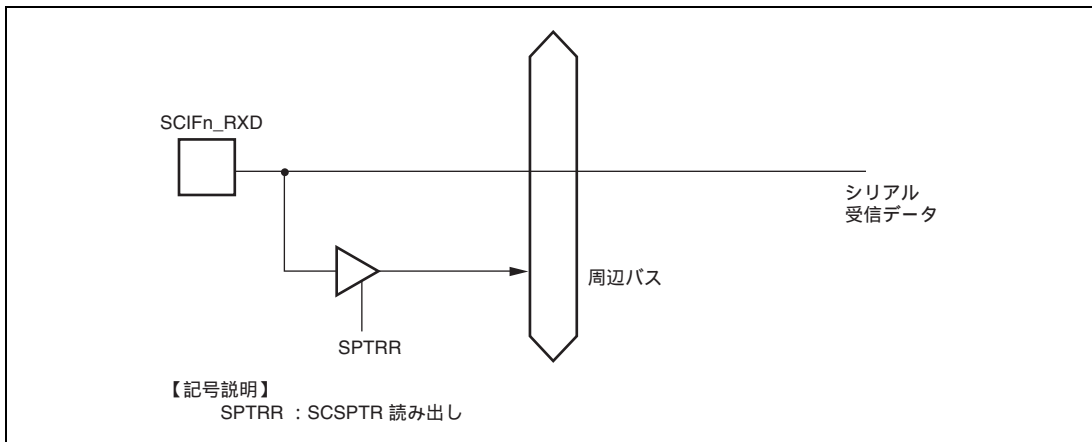 SCIFn_RXD
シリアル
受信データ
周辺バス
SPTRR
【記号説明】
SPTRR ：SCSPTR 読み出し